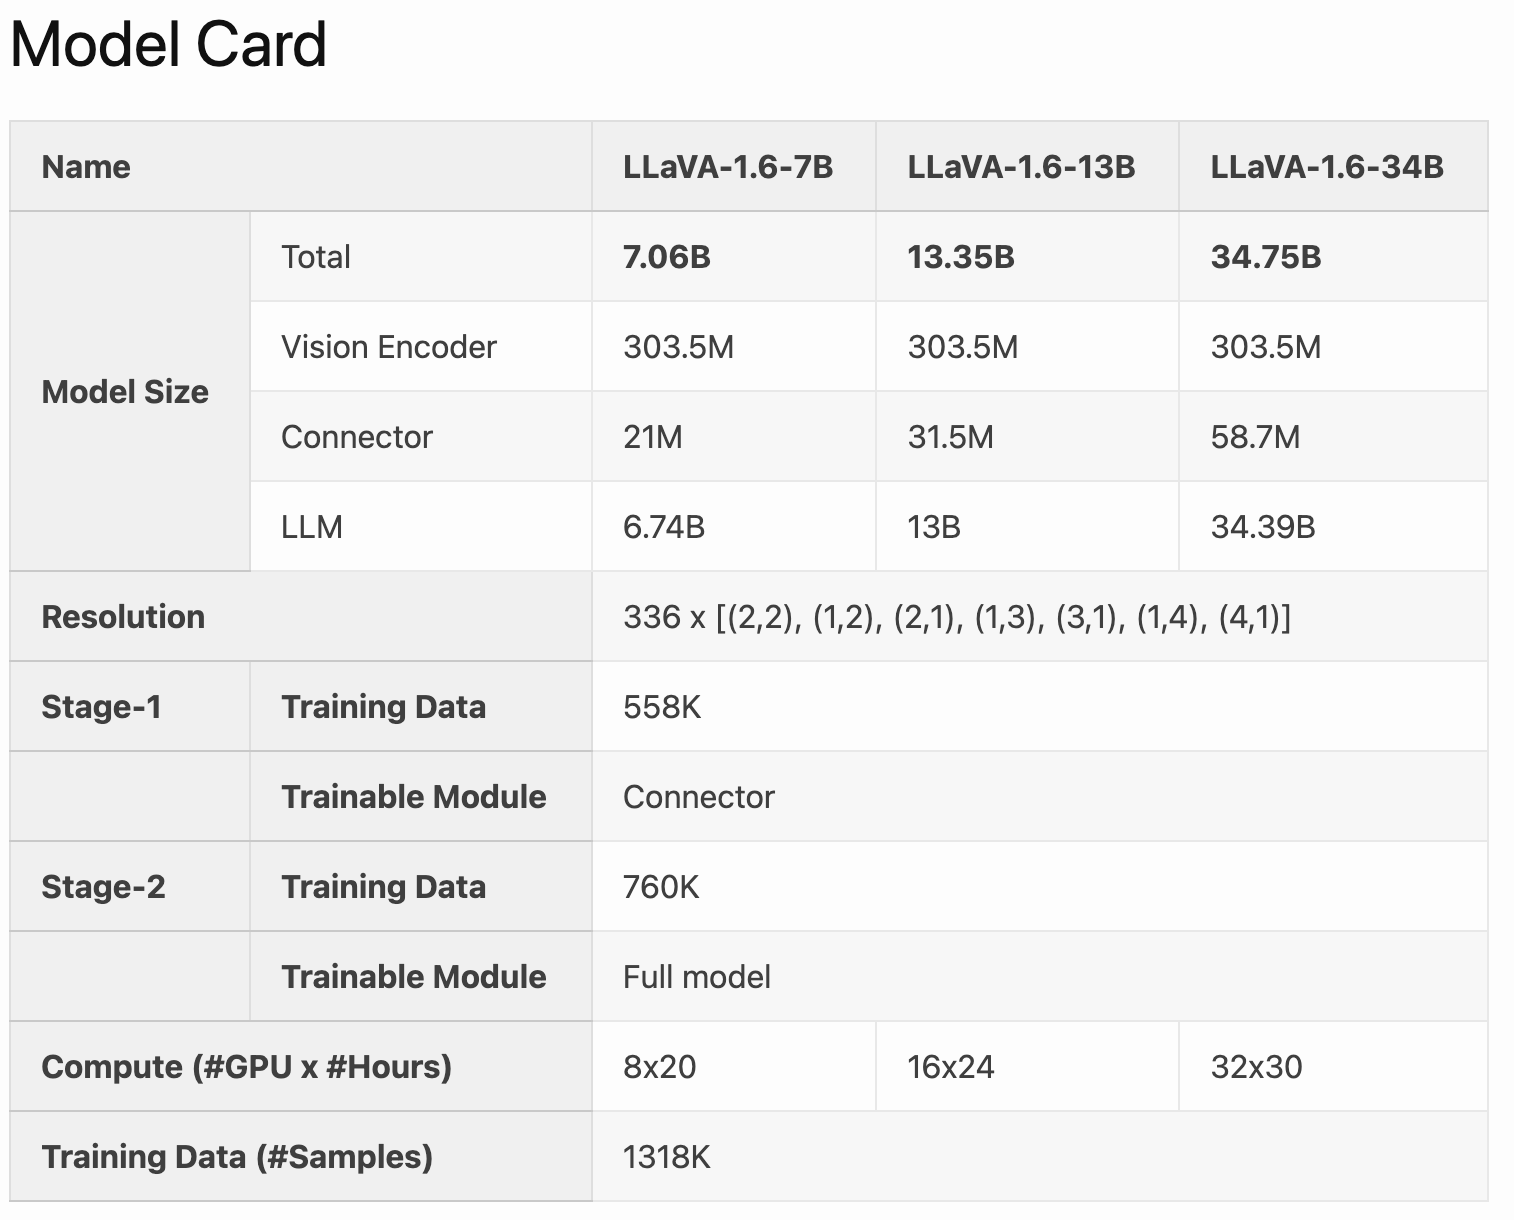 Model Card
Name LLaVA-1.6-7B LLaVA-1.6-13B LLaVA-1.6-34B
Model Size
Total 7.06B 13.35B 34.75B
Vision Encoder 303.5M 303.5M 303.5M
Connector 21M 31.5M 58.7M
LLM 6.74B 13B 34.39B
Resolution 336 x [(2,2), (1,2), (2,1), (1,3), (3,1), (1,4), (4,1)]
Stage-1 Training Data 558K
Trainable Module Connector
Stage-2 Training Data 760K
Trainable Module Full model
Compute (#GPU x #Hours) 8x20 16x24 32x30
Training Data (#Samples) 1318K